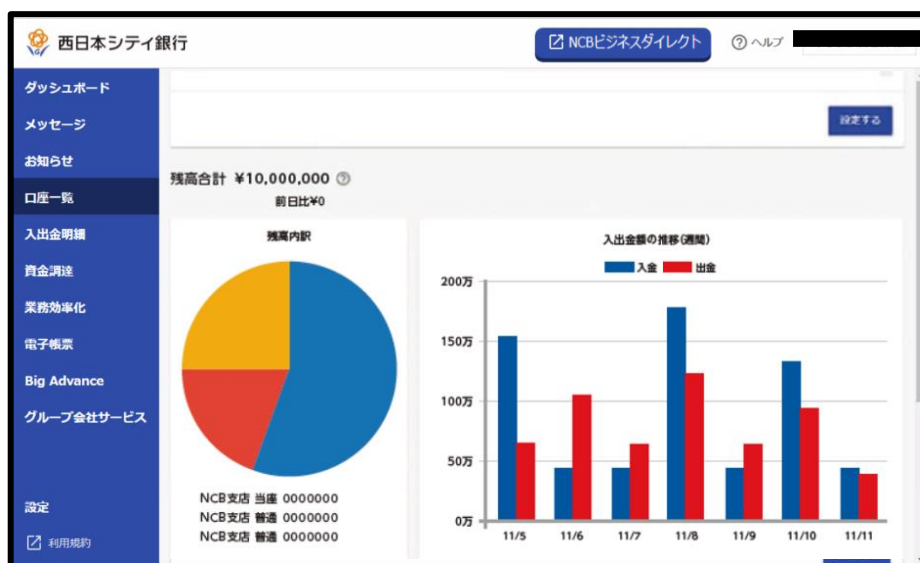 西日本シティ銀行
NCBビジネスダイレクト
ヘルプ
ダッシュボード
メッセージ
お知らせ
口座一覧
入出金明細
資金調達
業務効率化
電子帳票
Big Advance
グループ会社サービス
設定
利用規約
設定する
残高合計 ¥10,000,000
前日比¥0
残高内訳
NCB支店 当座 0000000
NCB支店 普通 0000000
NCB支店 普通 0000000
入出金額の推移(週間)
入金 出金
200万
150万
100万
50万
0万
11/5 11/6 11/7 11/8 11/9 11/10 11/11